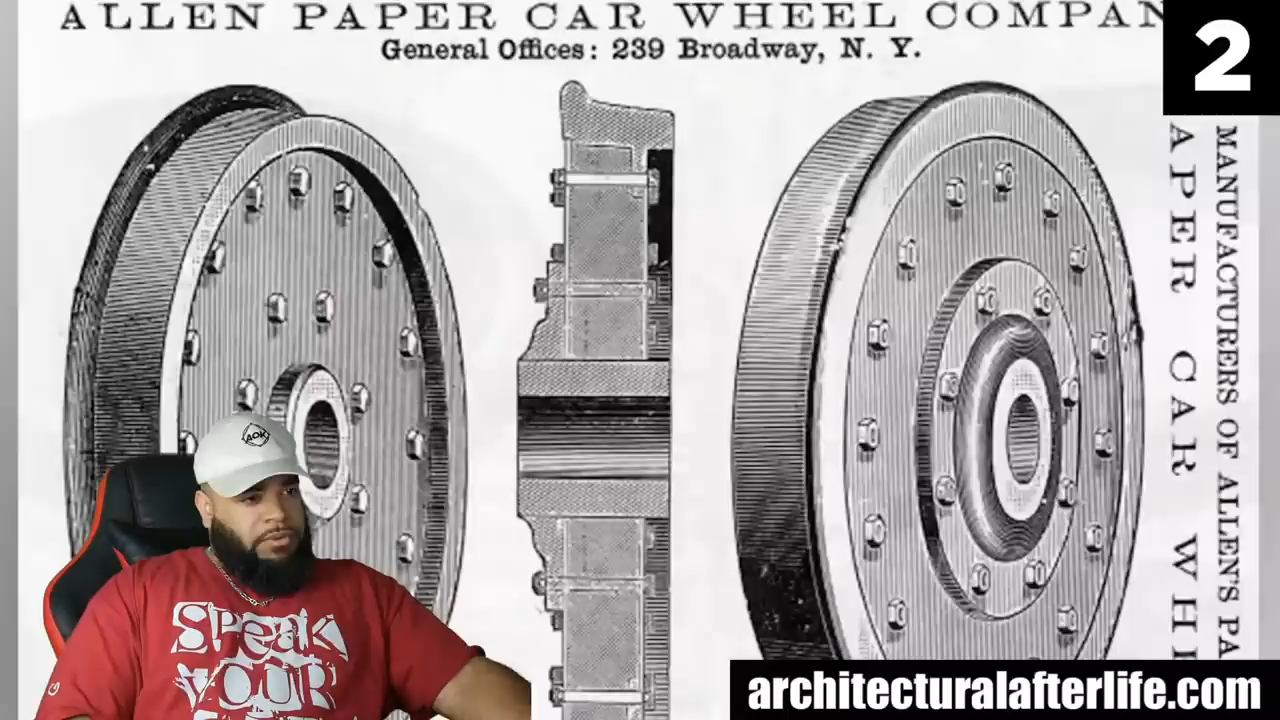 ALLEN PAPER CAR WHEEL COMPAN
General Offices: 239 Broadway, N. Y.
2
MANUFACTURERS OF ALLEN'S PA
APER CAR WHE
AOK
SPEAK
YOUR
architecturalafterlife.com